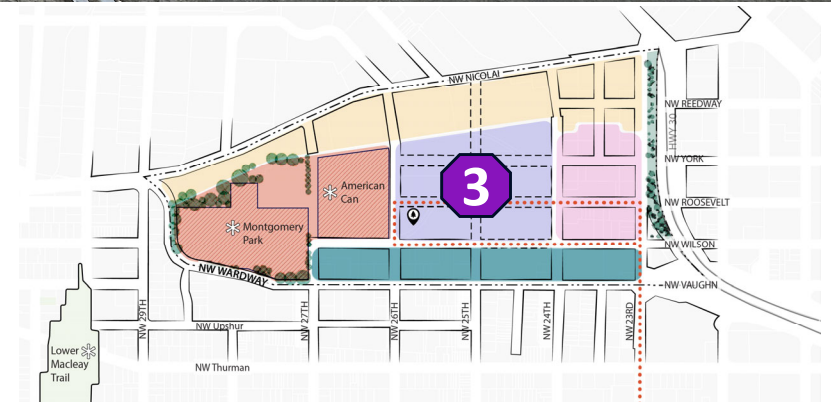 NW NICOLAI
NW REEDWAY
HWY 30
NW YORK
3
American
Can
NW ROOSEVELT
Montgomery
Park
NW WILSON
NW WARDWAY
NW VAUGHN
NW 29TH
NW 27TH
NW 26TH
NW 25TH
NW 24TH
NW 23RD
NW Upshur
Lower
Macleay
Trail
NW Thurman